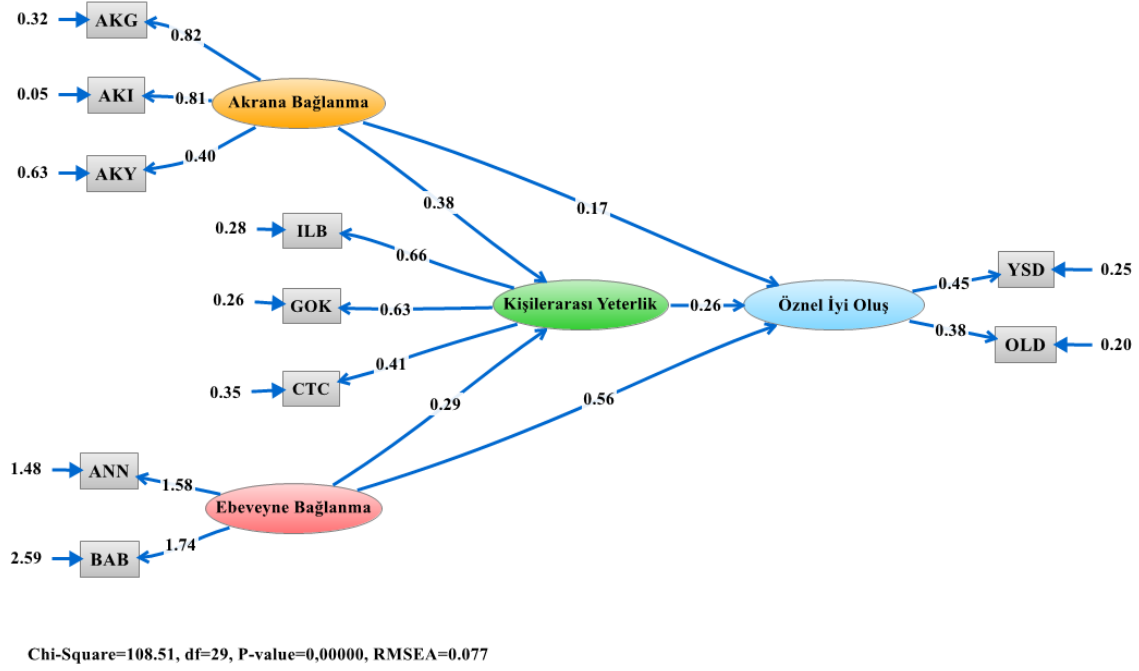 0.32
AKG
0.82
0.05
AKI
0.81
Akrana Bağlanma
0.63
AKY
0.40
0.38
0.17
0.28
ILB
0.66
0.26
GOK
0.63
Kişilerarası Yeterlik
0.26
Öznel İyi Oluş
0.45
YSD
0.25
0.38
OLD
0.20
0.35
CTC
0.41
0.29
0.56
1.48
ANN
1.58
Ebeveyne Bağlanma
2.59
BAB
1.74
Chi-Square=108.51, df=29, P-value=0,00000, RMSEA=0.077